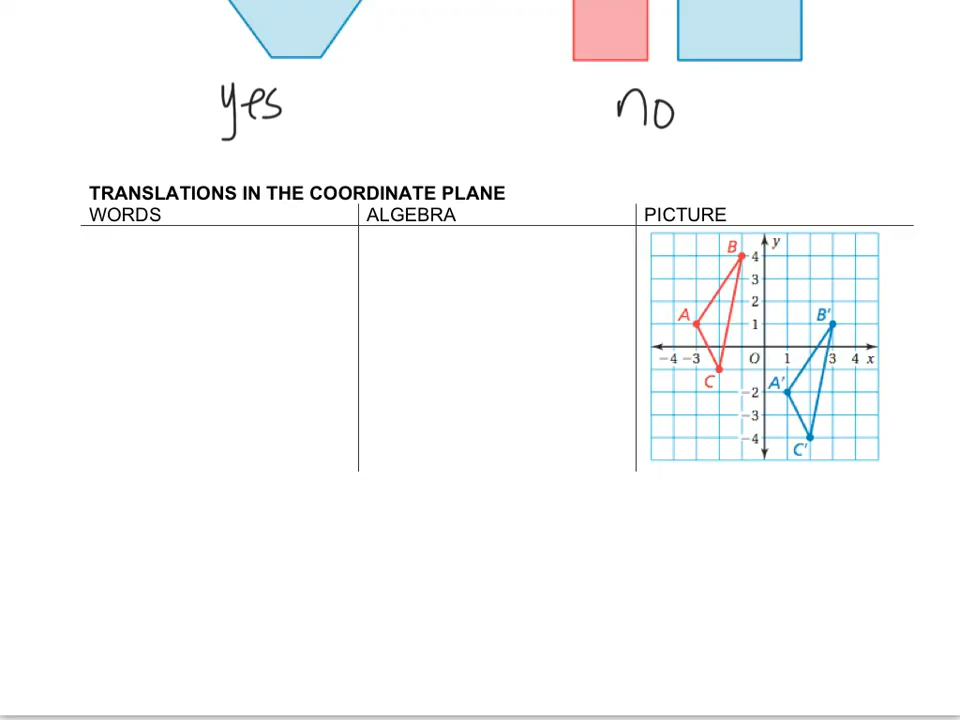 yes no
TRANSLATIONS IN THE COORDINATE PLANE
WORDS ALGEBRA PICTURE
B 4 y
3
2
A 1 B'
-4 -3 O 1 3 4 x
C -2 A'
-3
-4 C'